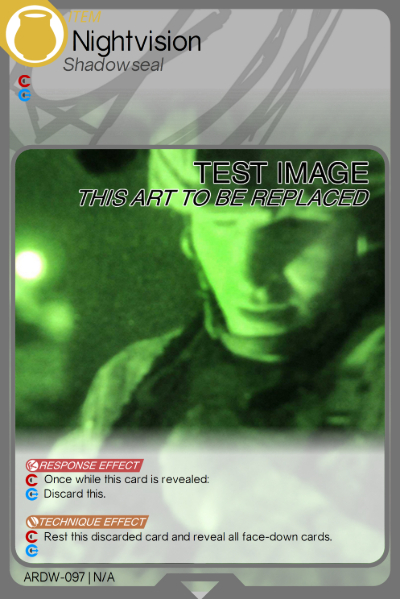 Nightvision
Shadowseal
C
C
TEST IMAGE
THIS ART TO BE REPLACED
RESPONSE EFFECT
C Once while this card is revealed:
C Discard this.
TECHNIQUE EFFECT
C Rest this discarded card and reveal all face-down cards.
C
ARDW-097 | N/A